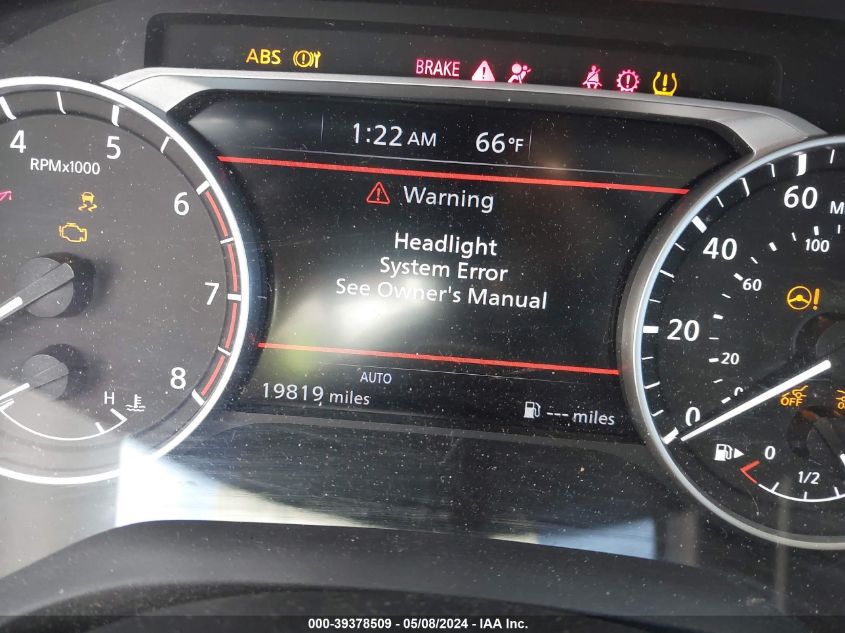 ABS
BRAKE
1:22 AM 66°F
4 5 6 7 8
RPMx1000
Warning
Headlight
System Error
See Owner's Manual
AUTO
19819 miles
--- miles
H
0 20 40 60
20 60 100
OFF
0 1/2
000-39378509 - 05/08/2024 - IAA Inc.